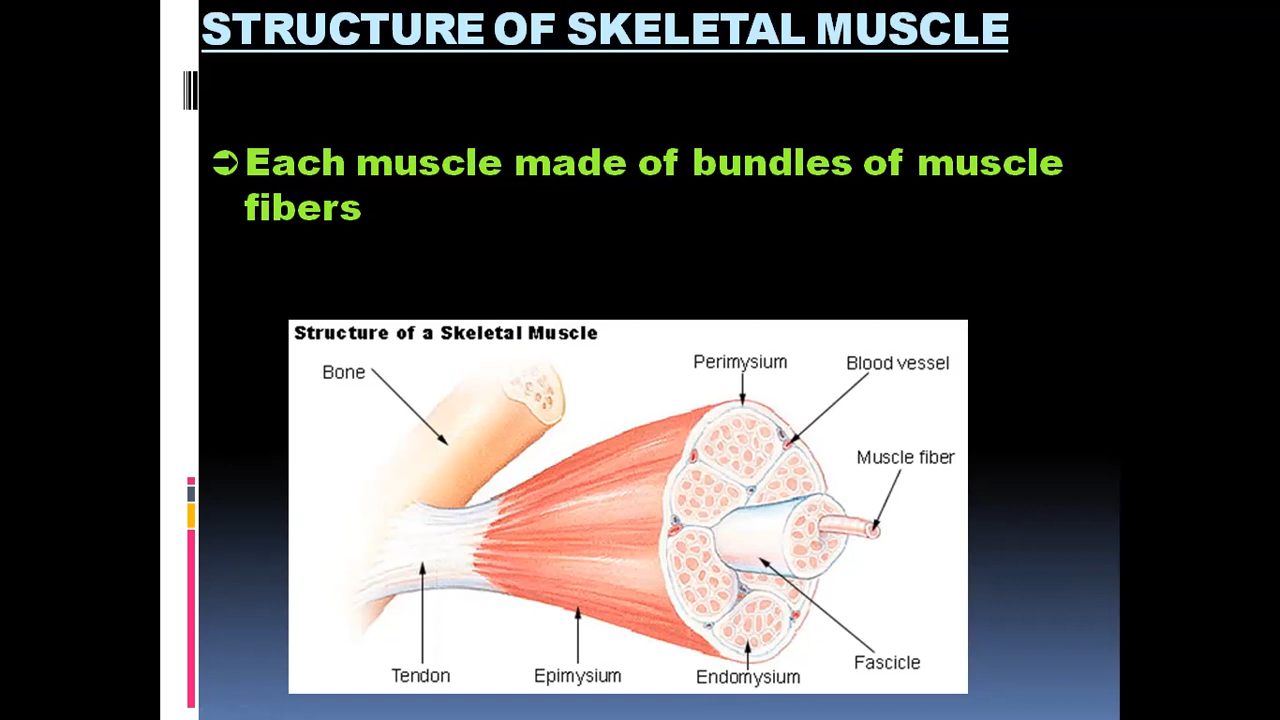 STRUCTURE OF SKELETAL MUSCLE
➲Each muscle made of bundles of muscle
fibers
Structure of a Skeletal Muscle
Bone
Perimysium
Blood vessel
Muscle fiber
Fascicle
Tendon
Epimysium
Endomysium